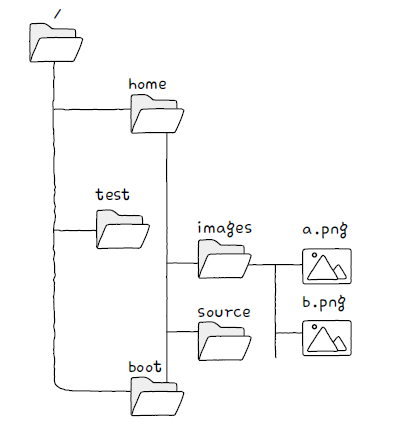 /
home
test
images
a.png
b.png
source
boot